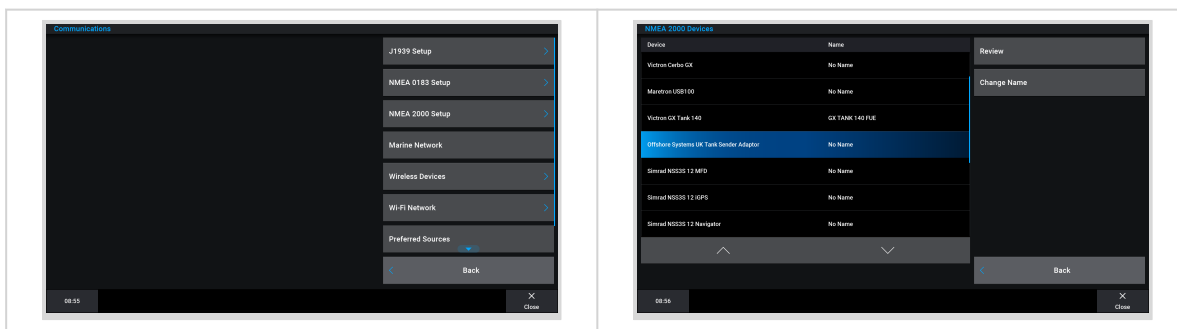 Communications
J1939 Setup
NMEA 0183 Setup
NMEA 2000 Setup
Marine Network
Wireless Devices
Wi-Fi Network
Preferred Sources
Back
08:55
Close
NMEA 2000 Devices
Device Name
Victron Cerbo GX No Name
Maretron USB100 No Name
Victron GX Tank 140 GX TANK 140 FUE
Offshore Systems UK Tank Sender Adaptor No Name
Simrad NSS3S 12 MFD No Name
Simrad NSS3S 12 iGPS No Name
Simrad NSS3S 12 Navigator No Name
Review
Change Name
Back
08:56
Close